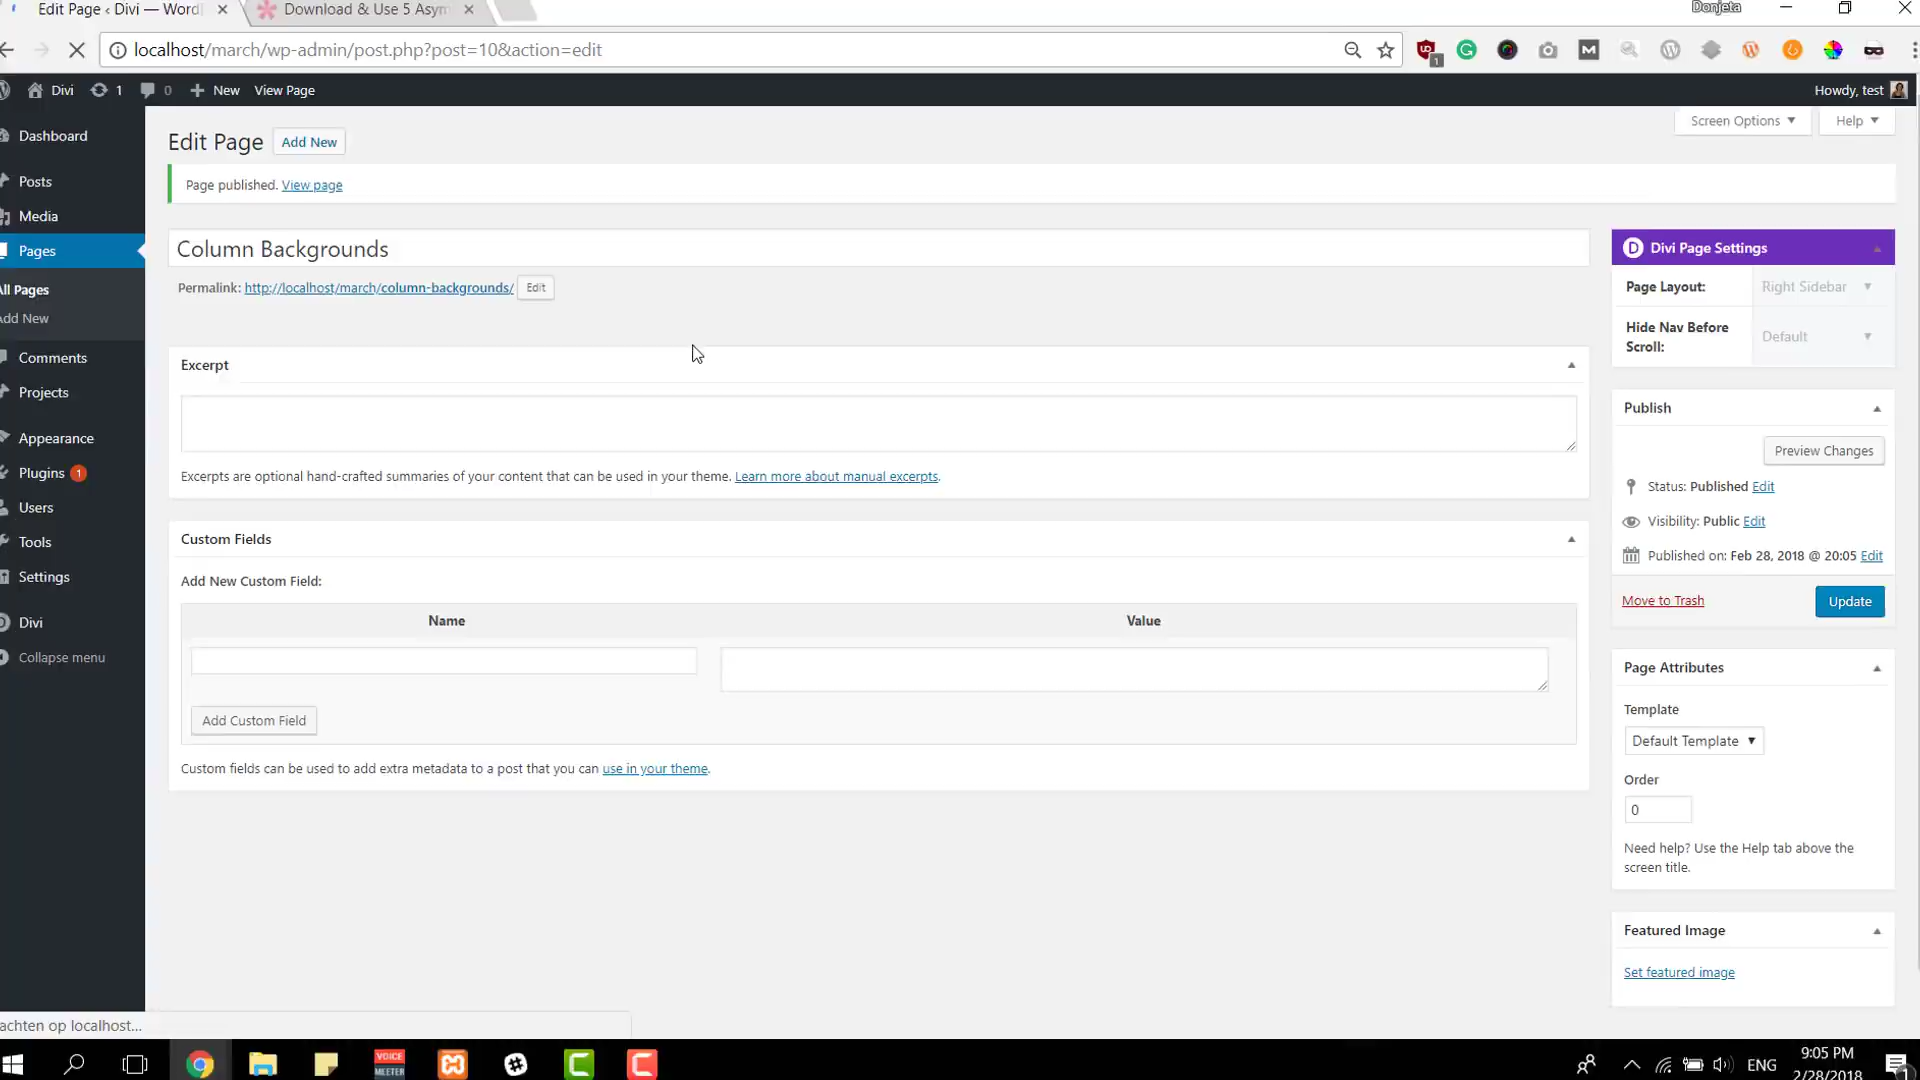 Edit Page ‹ Divi — Word
Download & Use 5 Asym
Donjeta
localhost/march/wp-admin/post.php?post=10&action=edit
1
Divi
1
0
New
View Page
Howdy, test
Dashboard
Posts
Media
Pages
All Pages
Add New
Comments
Projects
Appearance
Plugins 1
Users
Tools
Settings
Divi
Collapse menu
Screen Options
Help
Edit Page
Add New
Page published. View page
Column Backgrounds
Permalink: http://localhost/march/column-backgrounds/ Edit
Excerpt
Excerpts are optional hand-crafted summaries of your content that can be used in your theme. Learn more about manual excerpts.
Custom Fields
Add New Custom Field:
Name
Value
Add Custom Field
Custom fields can be used to add extra metadata to a post that you can use in your theme.
D Divi Page Settings
Page Layout:
Right Sidebar
Hide Nav Before Scroll:
Default
Publish
Preview Changes
Status: Published Edit
Visibility: Public Edit
Published on: Feb 28, 2018 @ 20:05 Edit
Move to Trash
Update
Page Attributes
Template
Default Template
Order
0
Need help? Use the Help tab above the
screen title.
Featured Image
Set featured image
achten op localhost...
VOICE
MEETER
ENG
9:05 PM
2/28/2018
1